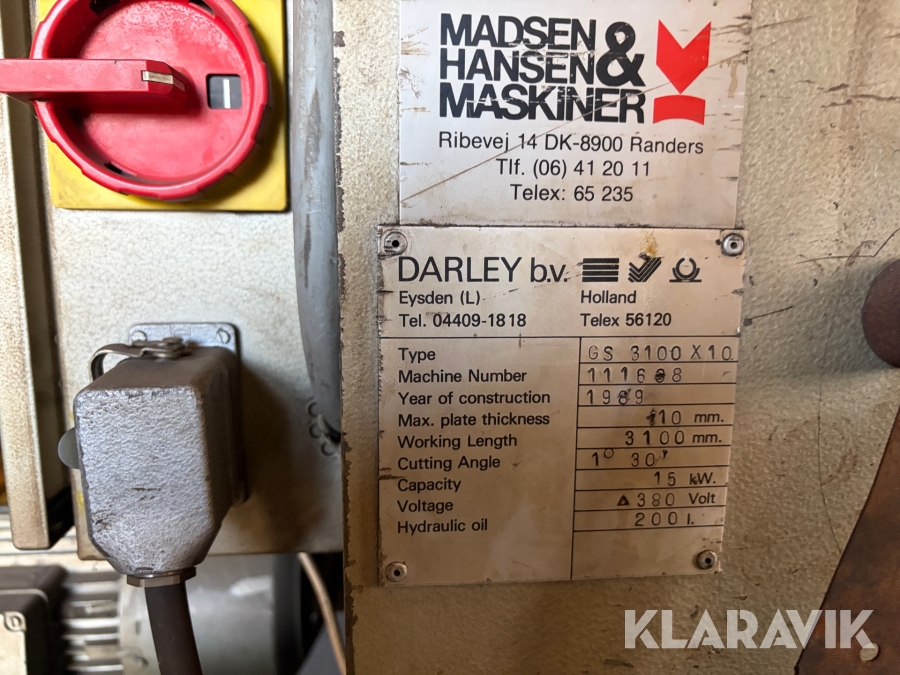 MADSEN &
HANSEN
MASKINER
Ribevej 14 DK-8900 Randers
Tlf. (06) 41 20 11
Telex: 65 235
DARLEY b.v.
Eysden (L) Holland
Tel. 04409-1818 Telex 56120
Type GS 3100 X 10
Machine Number
Year of construction 1989
Max. plate thickness 10 mm.
Working Length 3100 mm.
Cutting Angle 1° 30'
Capacity 15 kW.
Voltage Δ 380 Volt
Hydraulic oil 200 l.
KLARAVIK